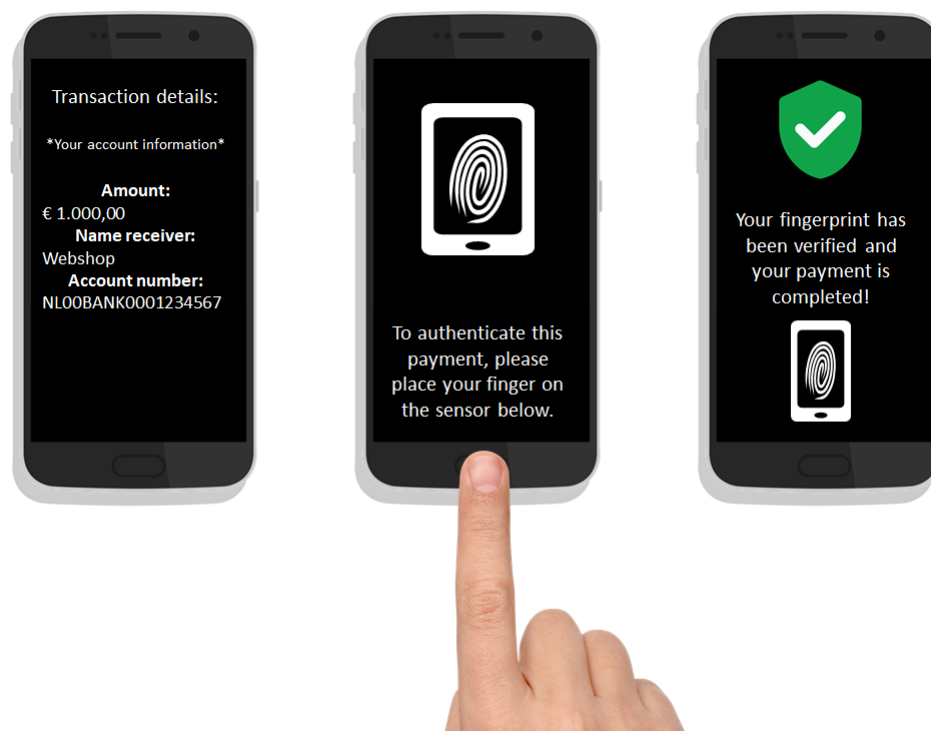 Transaction details:
*Your account information*
Amount:
€ 1.000,00
Name receiver:
Webshop
Account number:
NL00BANK0001234567
To authenticate this
payment, please
place your finger on
the sensor below.
Your fingerprint has
been verified and
your payment is
completed!